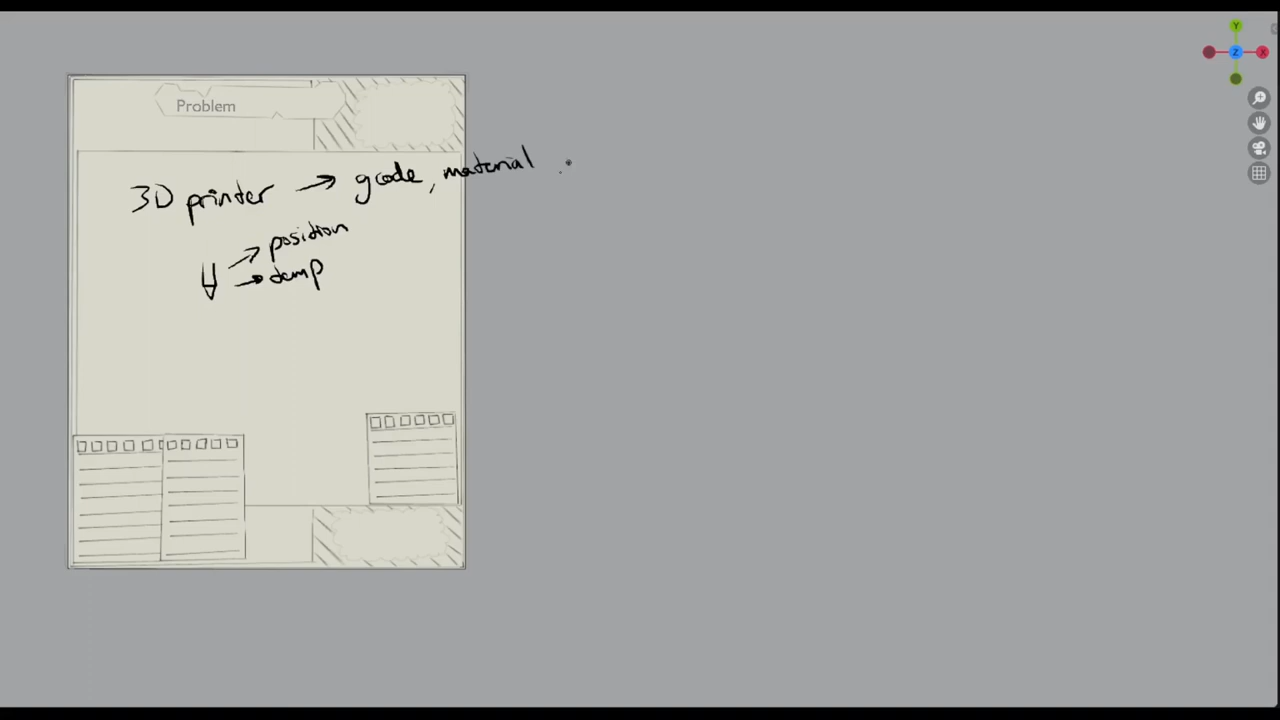 Problem
3D printer → gcode, material
→ position
→ temp
Y
Z X